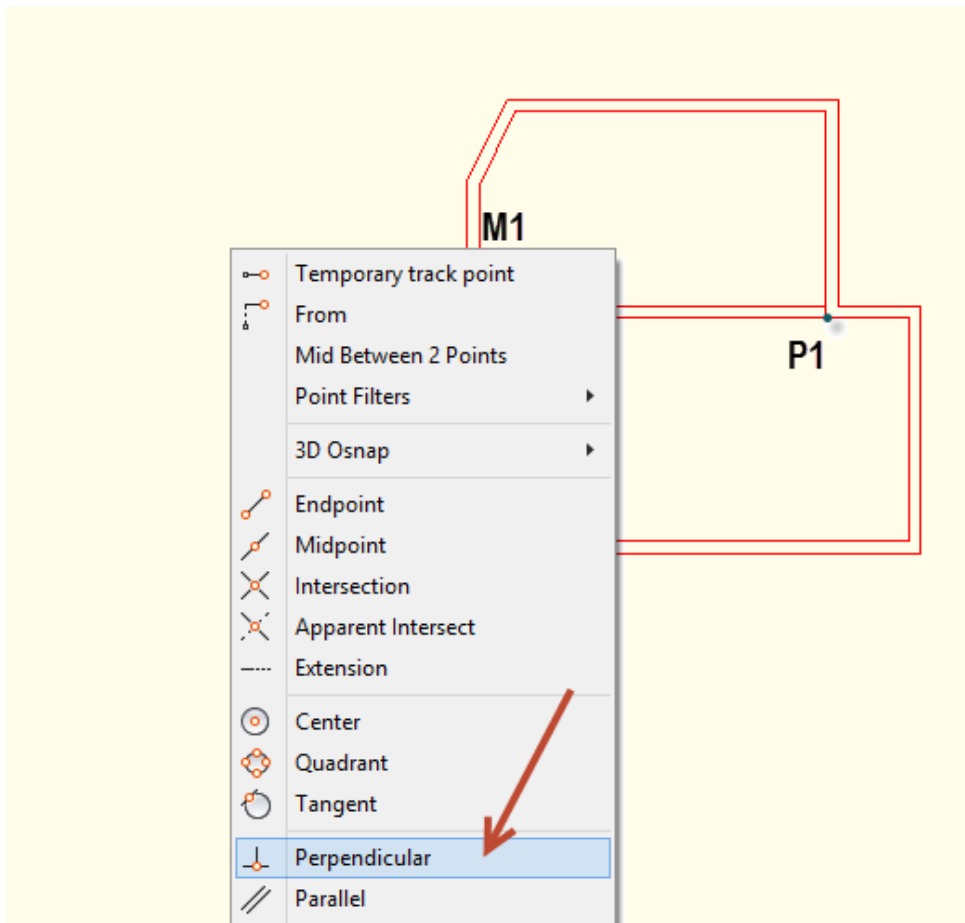 M1
Temporary track point
From
Mid Between 2 Points
Point Filters
3D Osnap
Endpoint
Midpoint
Intersection
Apparent Intersect
Extension
Center
Quadrant
Tangent
Perpendicular
Parallel
P1